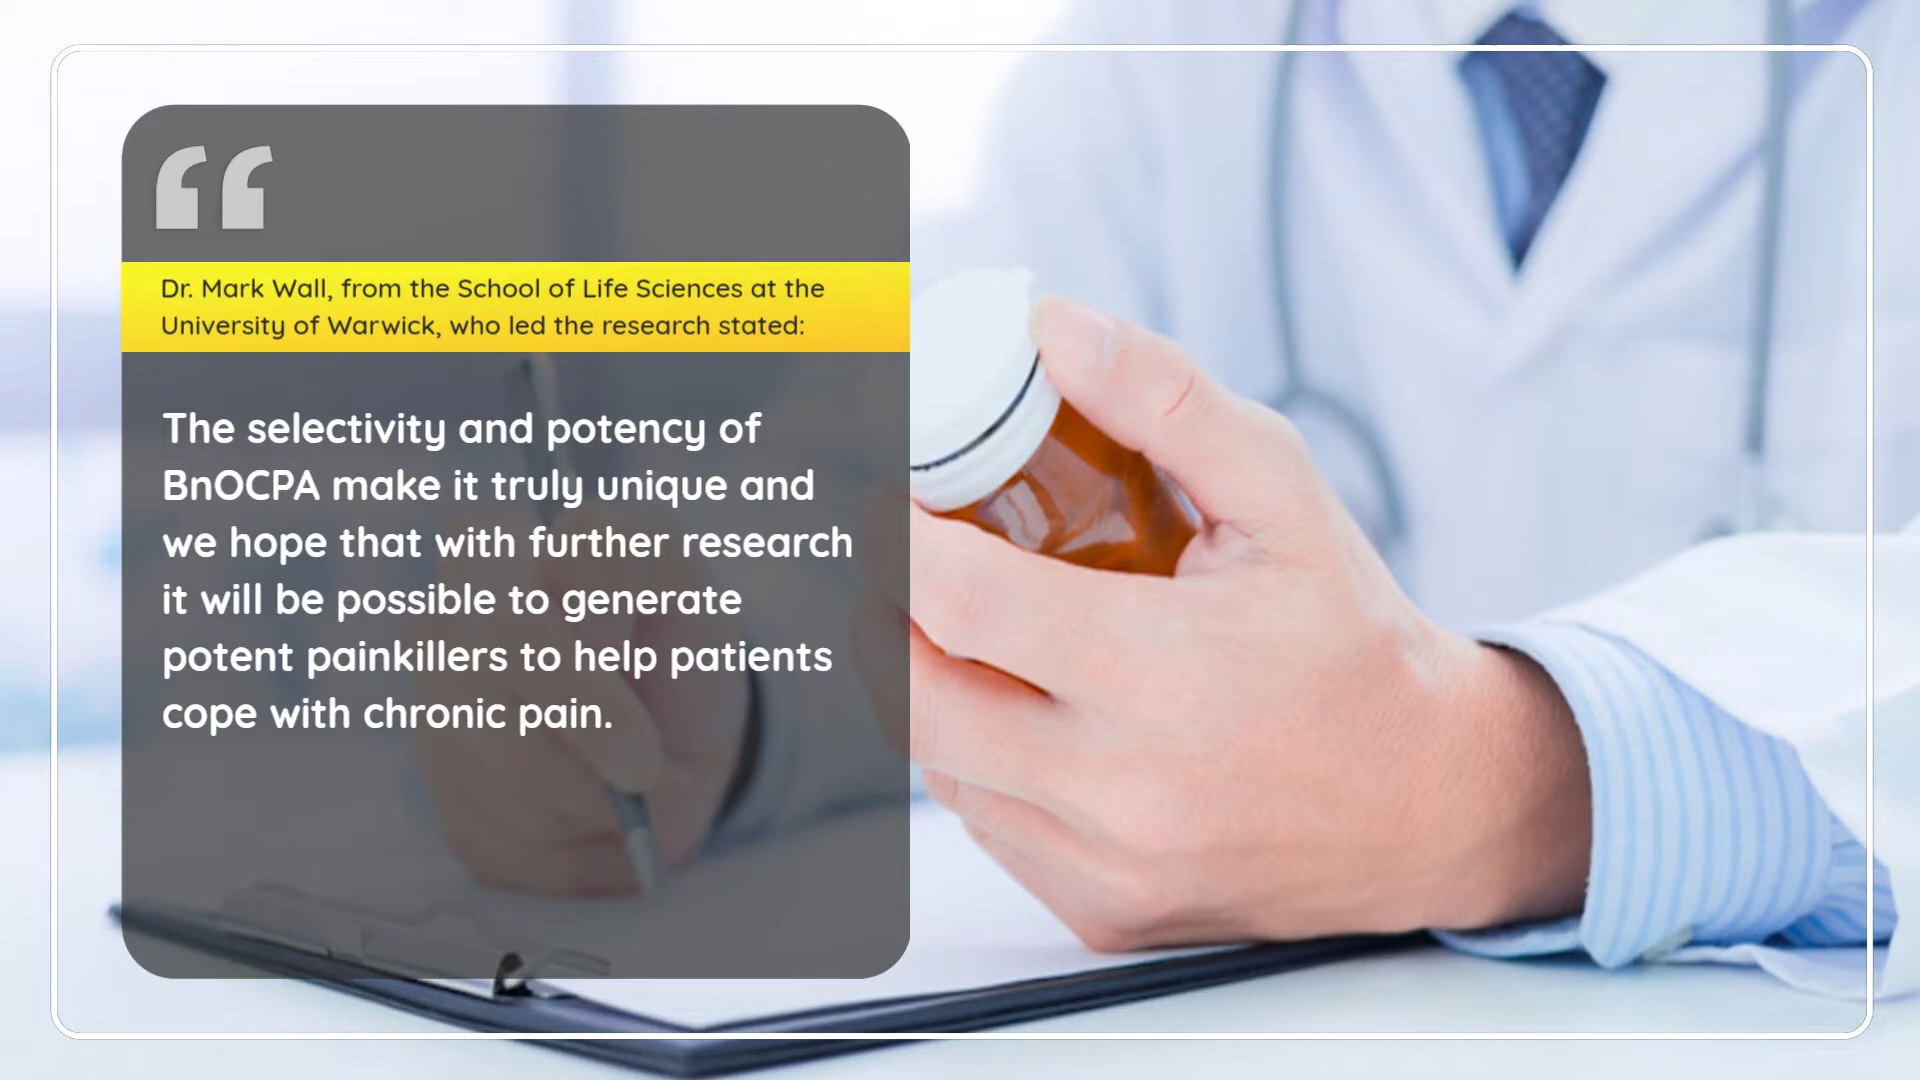 “
Dr. Mark Wall, from the School of Life Sciences at the
University of Warwick, who led the research stated:
The selectivity and potency of
BnOCPA make it truly unique and
we hope that with further research
it will be possible to generate
potent painkillers to help patients
cope with chronic pain.